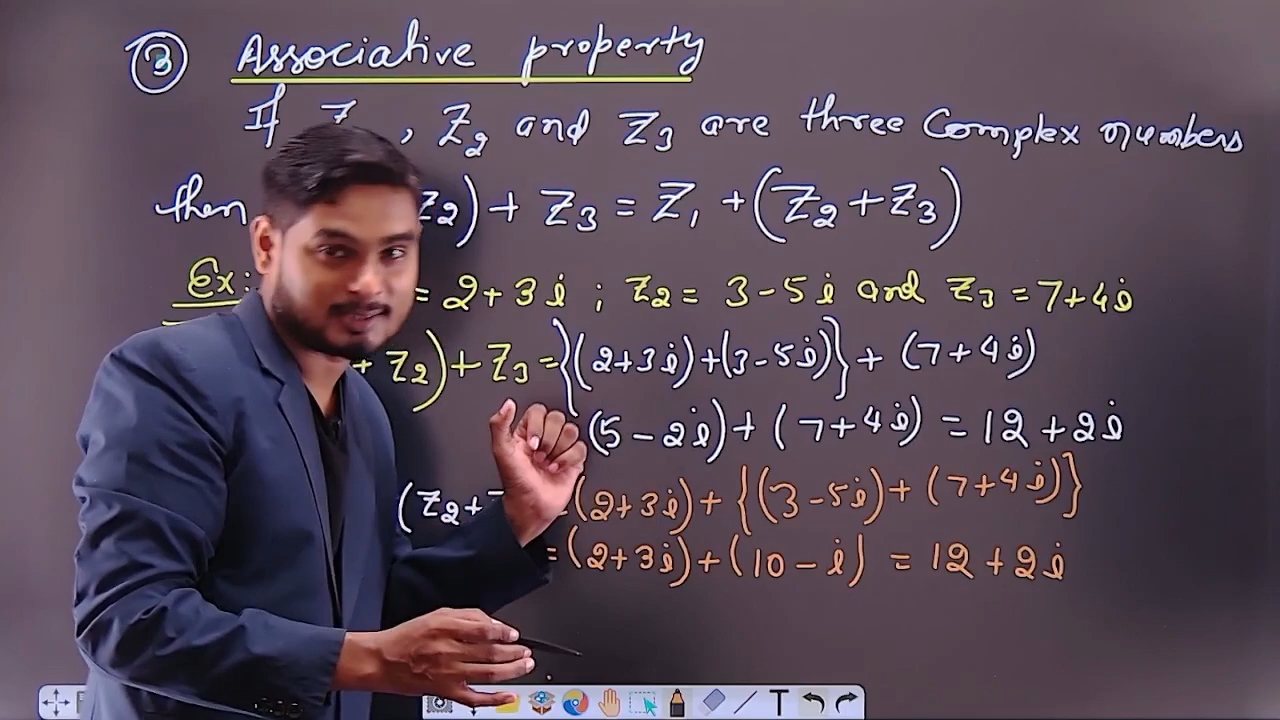 3 Associative property
If Z , Z2 and Z3 are three Complex numbers
then Z2) + Z3 = Z1 + (Z2 + Z3)
Ex: = 2+3i ; Z2 = 3-5i and Z3 = 7+4i
+ Z2) + Z3 = {(2+3i)+(3-5i)} + (7+4i)
(5-2i) + (7+4i) = 12+2i
(Z2+ = (2+3i) + {(3-5i) + (7+4i)}
= (2+3i) + (10-i) = 12+2i
T